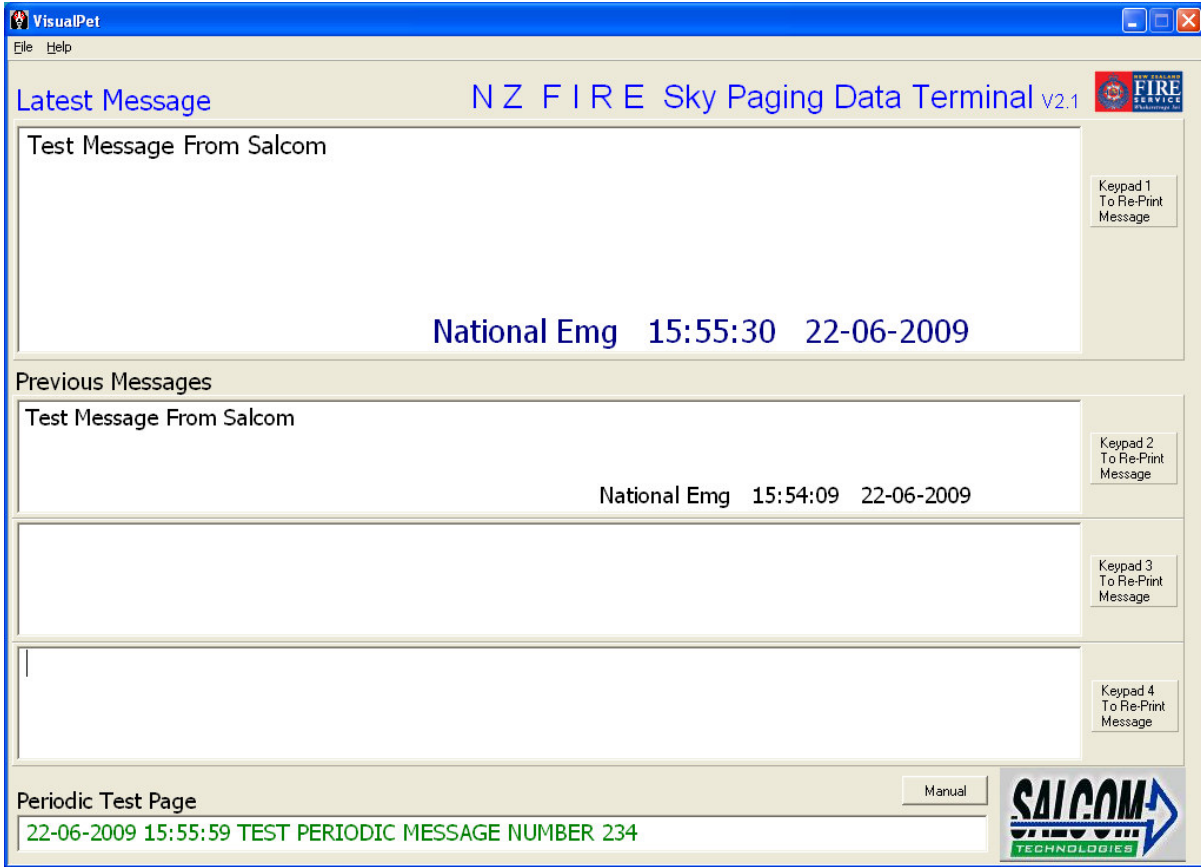 VisualPet
File Help
Latest Message
N Z F I R E Sky Paging Data Terminal V2.1
NEW ZEALAND
FIRE
SERVICE
Test Message From Salcom
Keypad 1
To Re-Print
Message
National Emg 15:55:30 22-06-2009
Previous Messages
Test Message From Salcom
Keypad 2
To Re-Print
Message
National Emg 15:54:09 22-06-2009
Keypad 3
To Re-Print
Message
Keypad 4
To Re-Print
Message
Manual
Periodic Test Page
22-06-2009 15:55:59 TEST PERIODIC MESSAGE NUMBER 234
SALCOM
TECHNOLOGIES